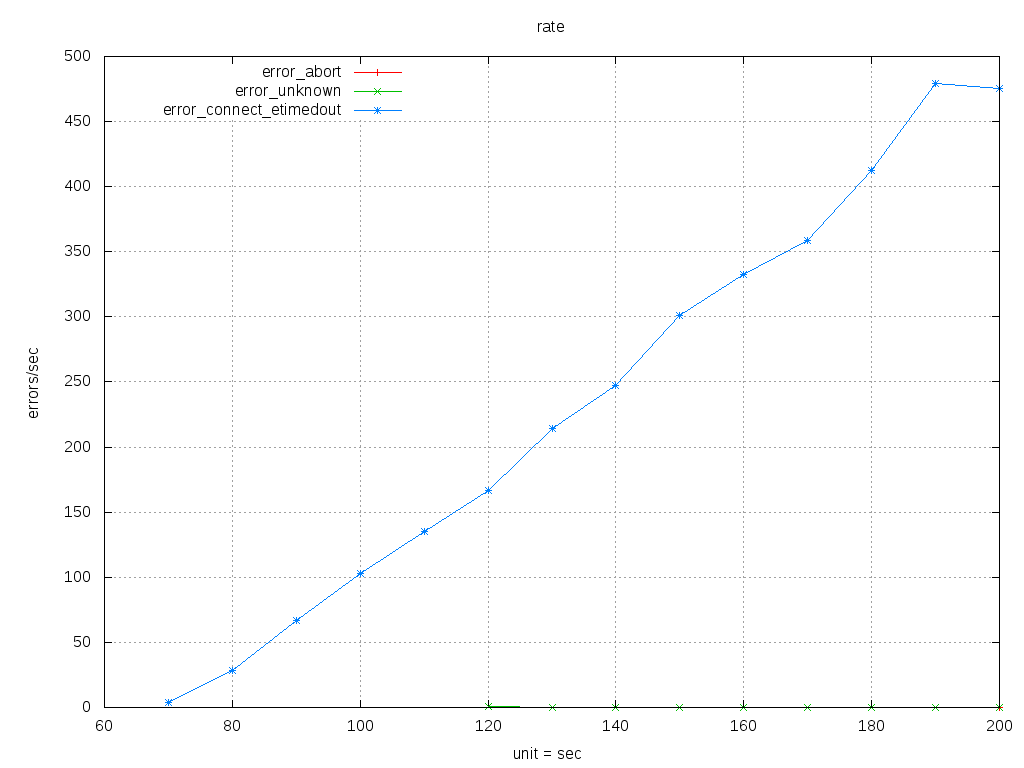 rate
500
450
400
350
300
250
200
150
100
50
0
errors/sec
error_abort
error_unknown
error_connect_etimedout
60 80 100 120 140 160 180 200
unit = sec